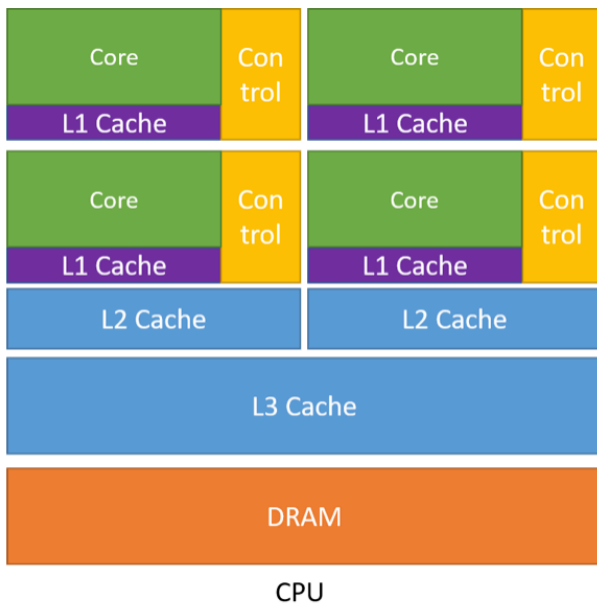 Core
Con
trol
L1 Cache
Core
Con
trol
L1 Cache
Core
Con
trol
L1 Cache
Core
Con
trol
L1 Cache
L2 Cache
L2 Cache
L3 Cache
DRAM
CPU